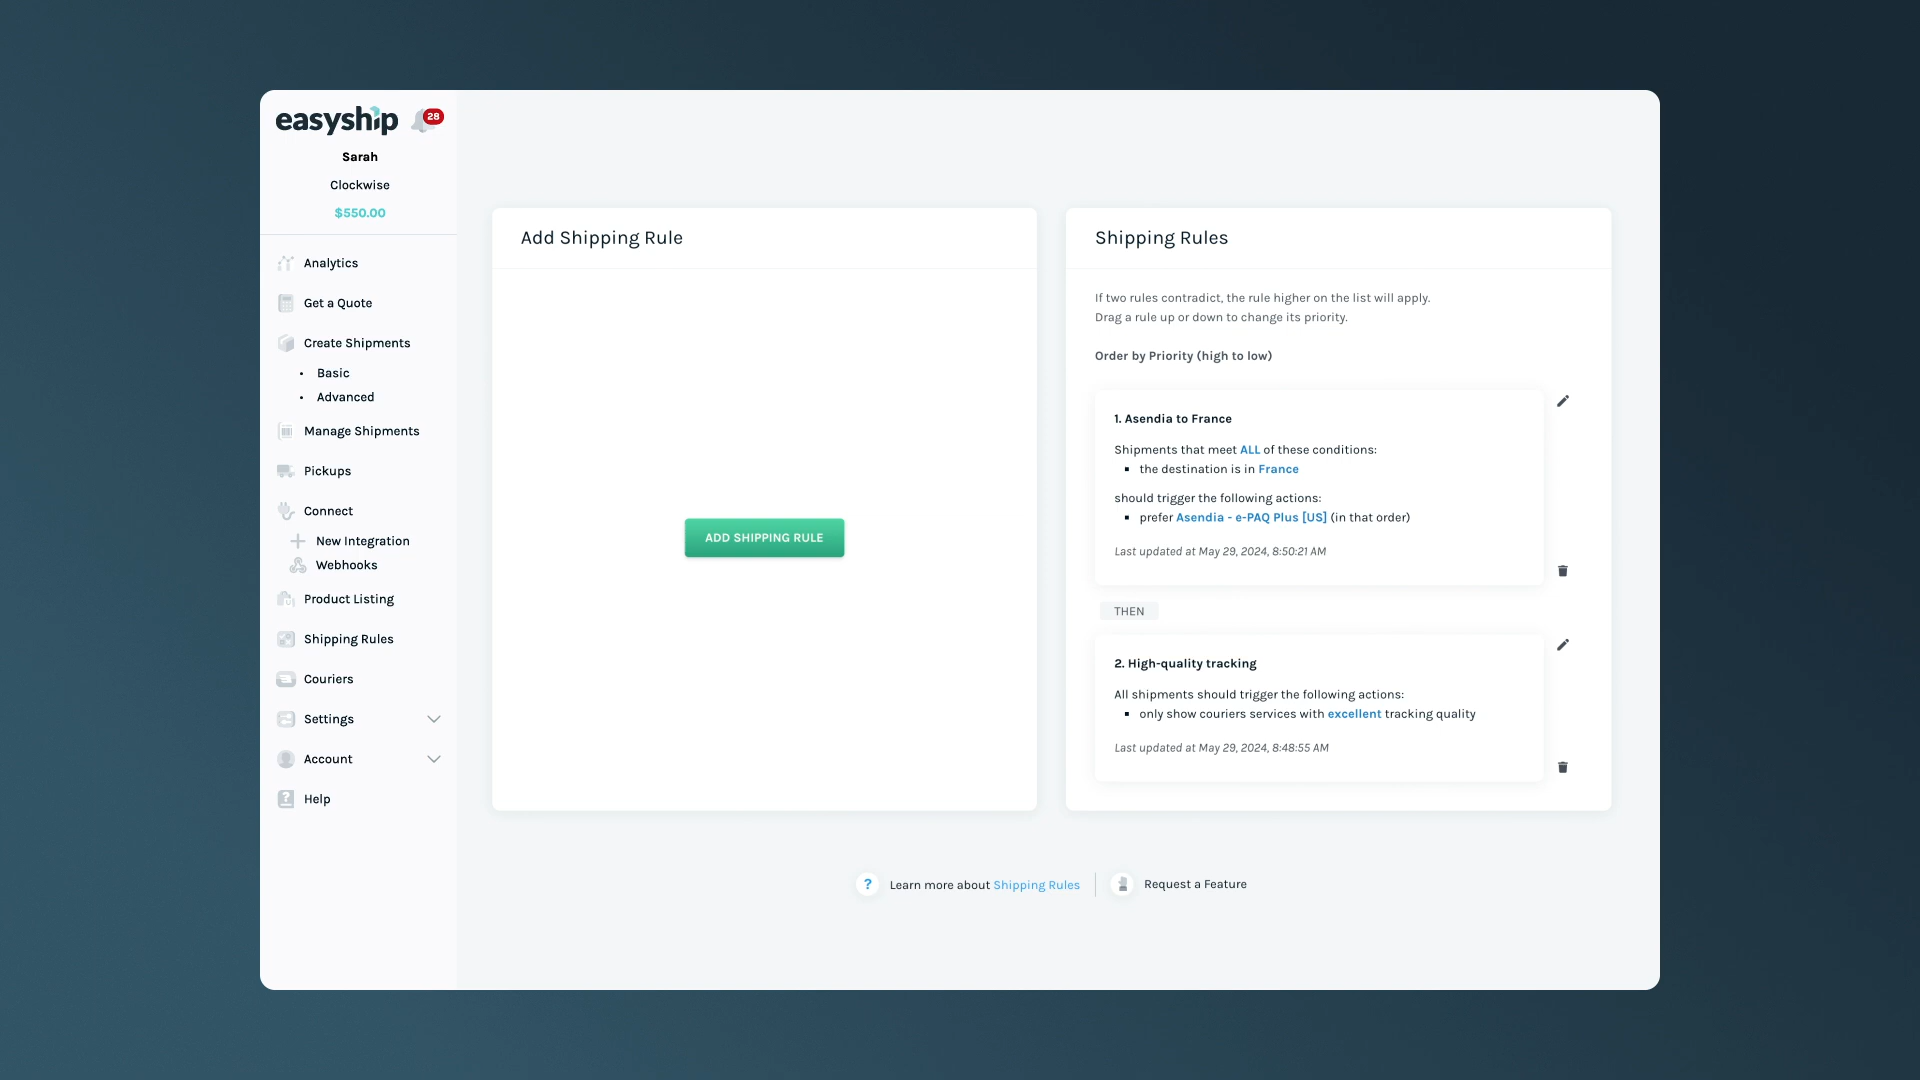 easyship
28
Sarah
Clockwise
$550.00
Analytics
Get a Quote
Create Shipments
• Basic
• Advanced
Manage Shipments
Pickups
Connect
New Integration
Webhooks
Product Listing
Shipping Rules
Couriers
Settings
Account
Help
Add Shipping Rule
ADD SHIPPING RULE
Shipping Rules
If two rules contradict, the rule higher on the list will apply.
Drag a rule up or down to change its priority.
Order by Priority (high to low)
1. Asendia to France
Shipments that meet ALL of these conditions:
▪ the destination is in France
should trigger the following actions:
▪ prefer Asendia - e-PAQ Plus [US] (in that order)
Last updated at May 29, 2024, 8:50:21 AM
THEN
2. High-quality tracking
All shipments should trigger the following actions:
▪ only show couriers services with excellent tracking quality
Last updated at May 29, 2024, 8:48:55 AM
? Learn more about Shipping Rules
Request a Feature